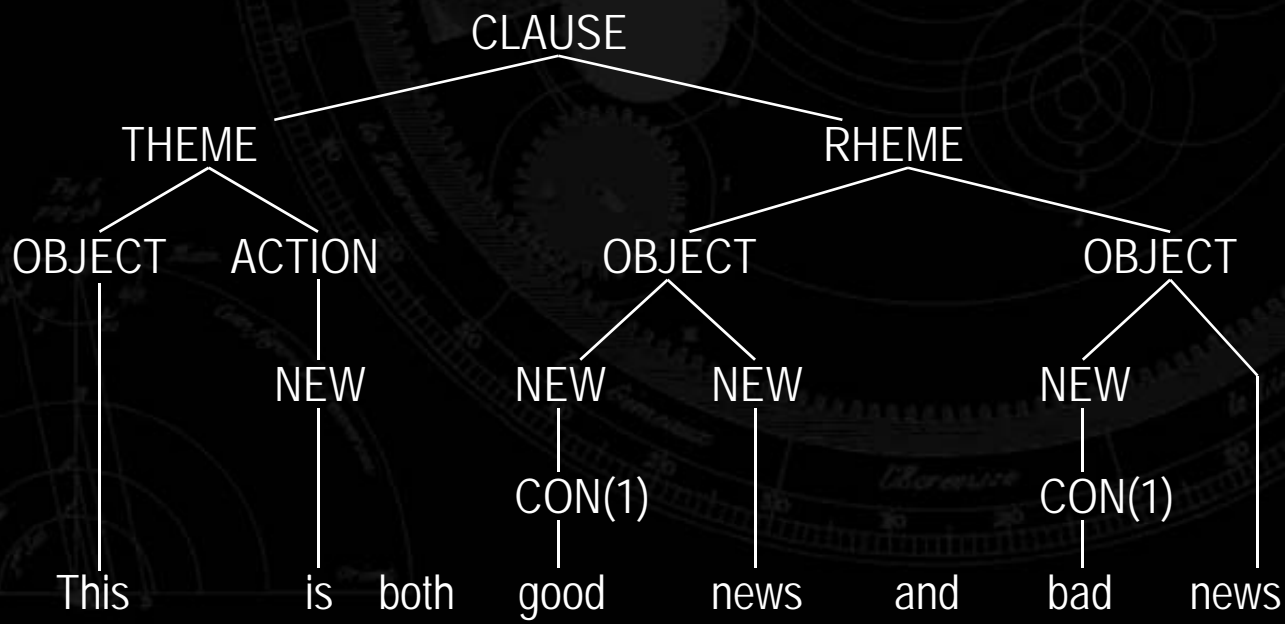 CLAUSE
THEME RHEME
OBJECT ACTION OBJECT OBJECT
NEW NEW NEW NEW
CON(1) CON(1)
This is both good news and bad news